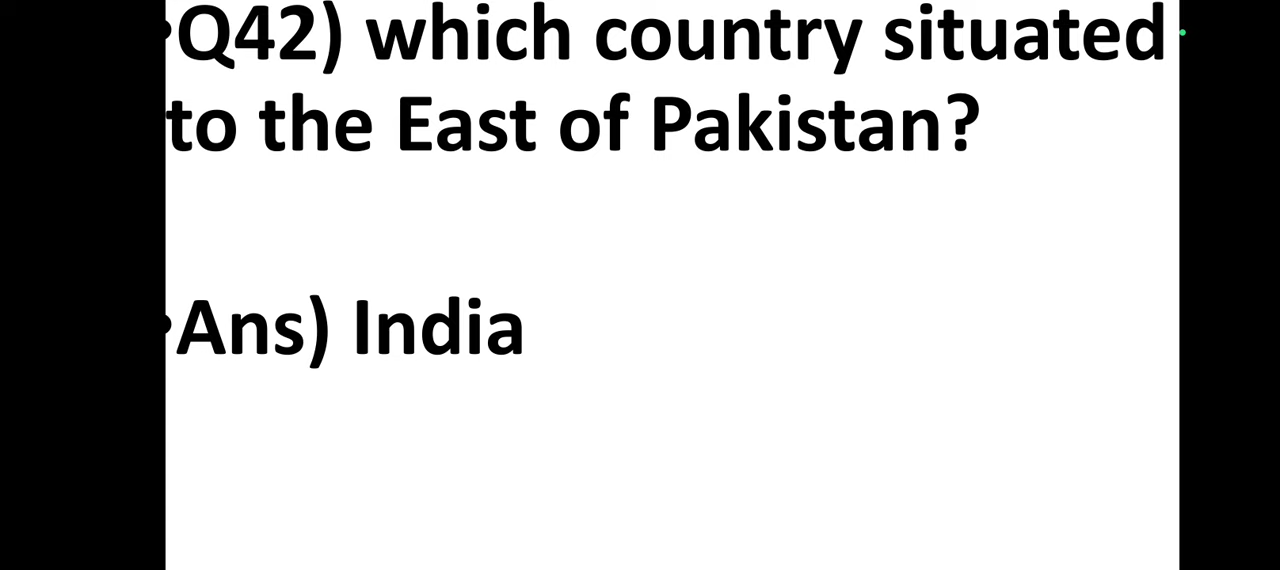 •Q42) which country situated
to the East of Pakistan?
•Ans) India